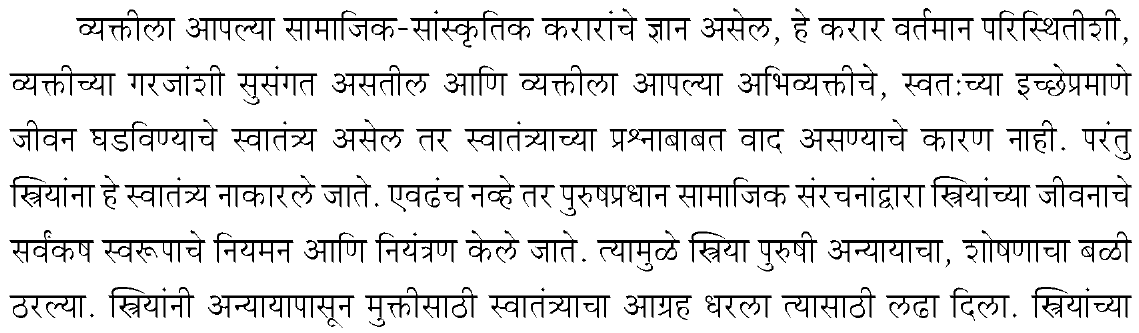 व्यक्तीला आपल्या सामाजिक-सांस्कृतिक करारांचे ज्ञान असेल, हे करार वर्तमान परिस्थितीशी,
व्यक्तीच्या गरजांशी सुसंगत असतील आणि व्यक्तीला आपल्या अभिव्यक्तीचे, स्वत:च्या इच्छेप्रमाणे
जीवन घडविण्याचे स्वातंत्र्य असेल तर स्वातंत्र्याच्या प्रश्नाबाबत वाद असण्याचे कारण नाही. परंतु
स्त्रियांना हे स्वातंत्र्य नाकारले जाते. एवढंच नव्हे तर पुरुषप्रधान सामाजिक संरचनांद्वारा स्त्रियांच्या जीवनाचे
सर्वंकष स्वरूपाचे नियमन आणि नियंत्रण केले जाते. त्यामुळे स्त्रिया पुरुषी अन्यायाचा, शोषणाचा बळी
ठरल्या. स्त्रियांनी अन्यायापासून मुक्तीसाठी स्वातंत्र्याचा आग्रह धरला त्यासाठी लढा दिला. स्त्रियांच्या